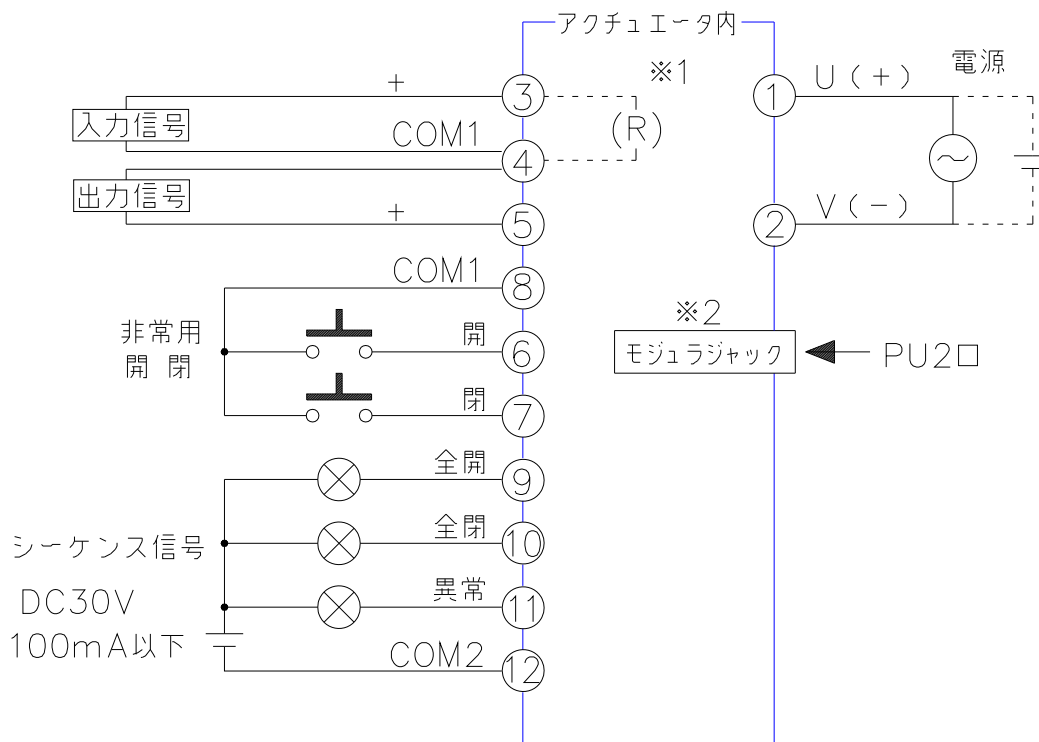 アクチュエータ内
※1
電源
+
③
①
U(+)
入力信号
COM1
(R)
④
出力信号
+
⑤
②
V(-)
COM1
⑧
※2
非常用
開閉
開
⑥
モジュラジャック
PU2□
閉
⑦
全開
⑨
シーケンス信号
全閉
⑩
DC30V
100mA以下
異常
⑪
COM2
⑫